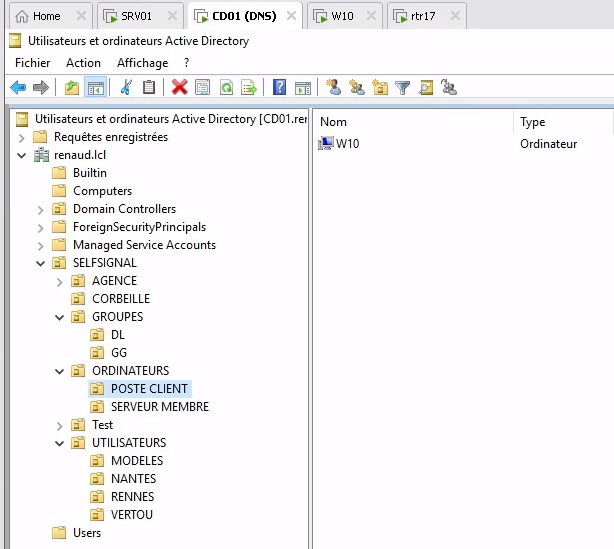 Home SRV01 CD01 (DNS) W10 rtr17
Utilisateurs et ordinateurs Active Directory
Fichier Action Affichage ?
Utilisateurs et ordinateurs Active Directory [CD01.ren
Requêtes enregistrées
renaud.lcl
Builtin
Computers
Domain Controllers
ForeignSecurityPrincipals
Managed Service Accounts
SELFSIGNAL
AGENCE
CORBEILLE
GROUPES
DL
GG
ORDINATEURS
POSTE CLIENT
SERVEUR MEMBRE
Test
UTILISATEURS
MODELES
NANTES
RENNES
VERTOU
Users
Nom Type
W10 Ordinateur